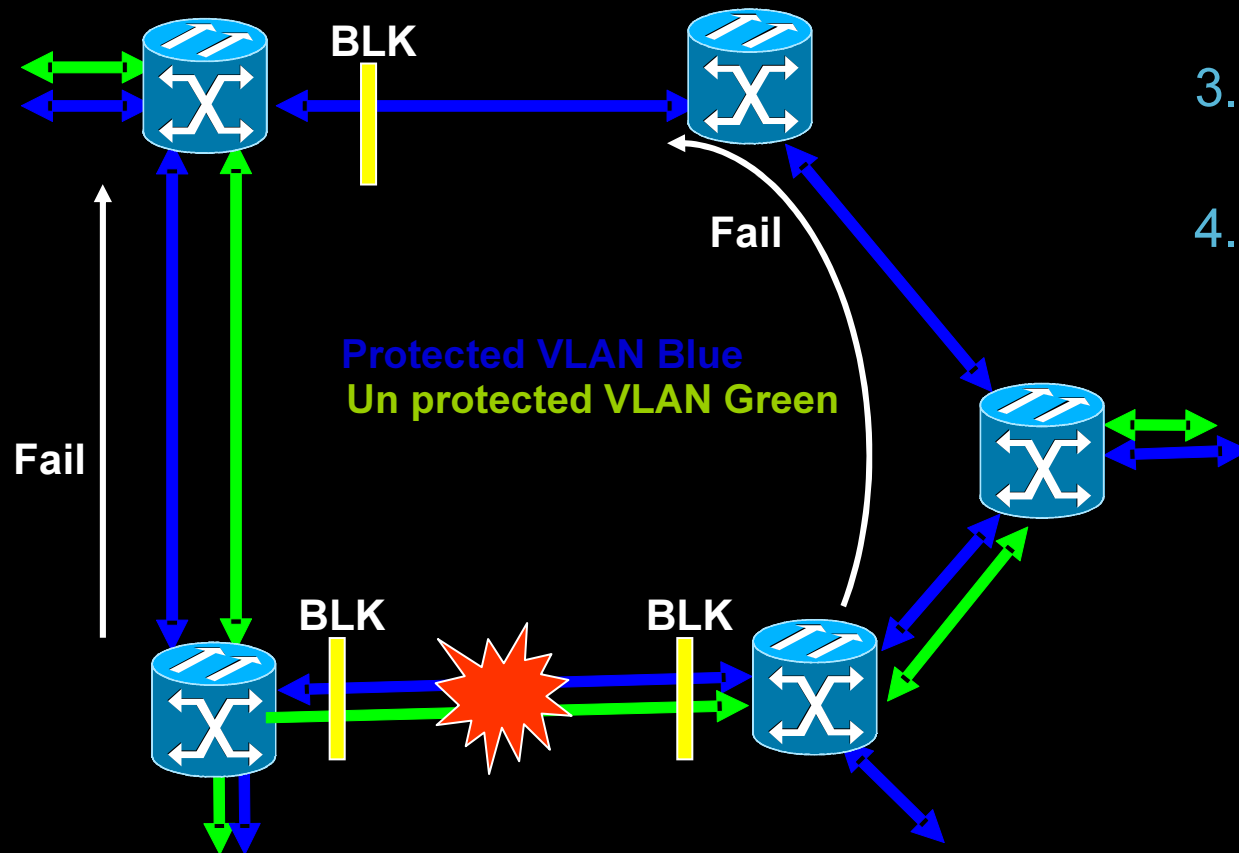 BLK
3.
Fail
4.
Protected VLAN Blue
Un protected VLAN Green
Fail
BLK
BLK